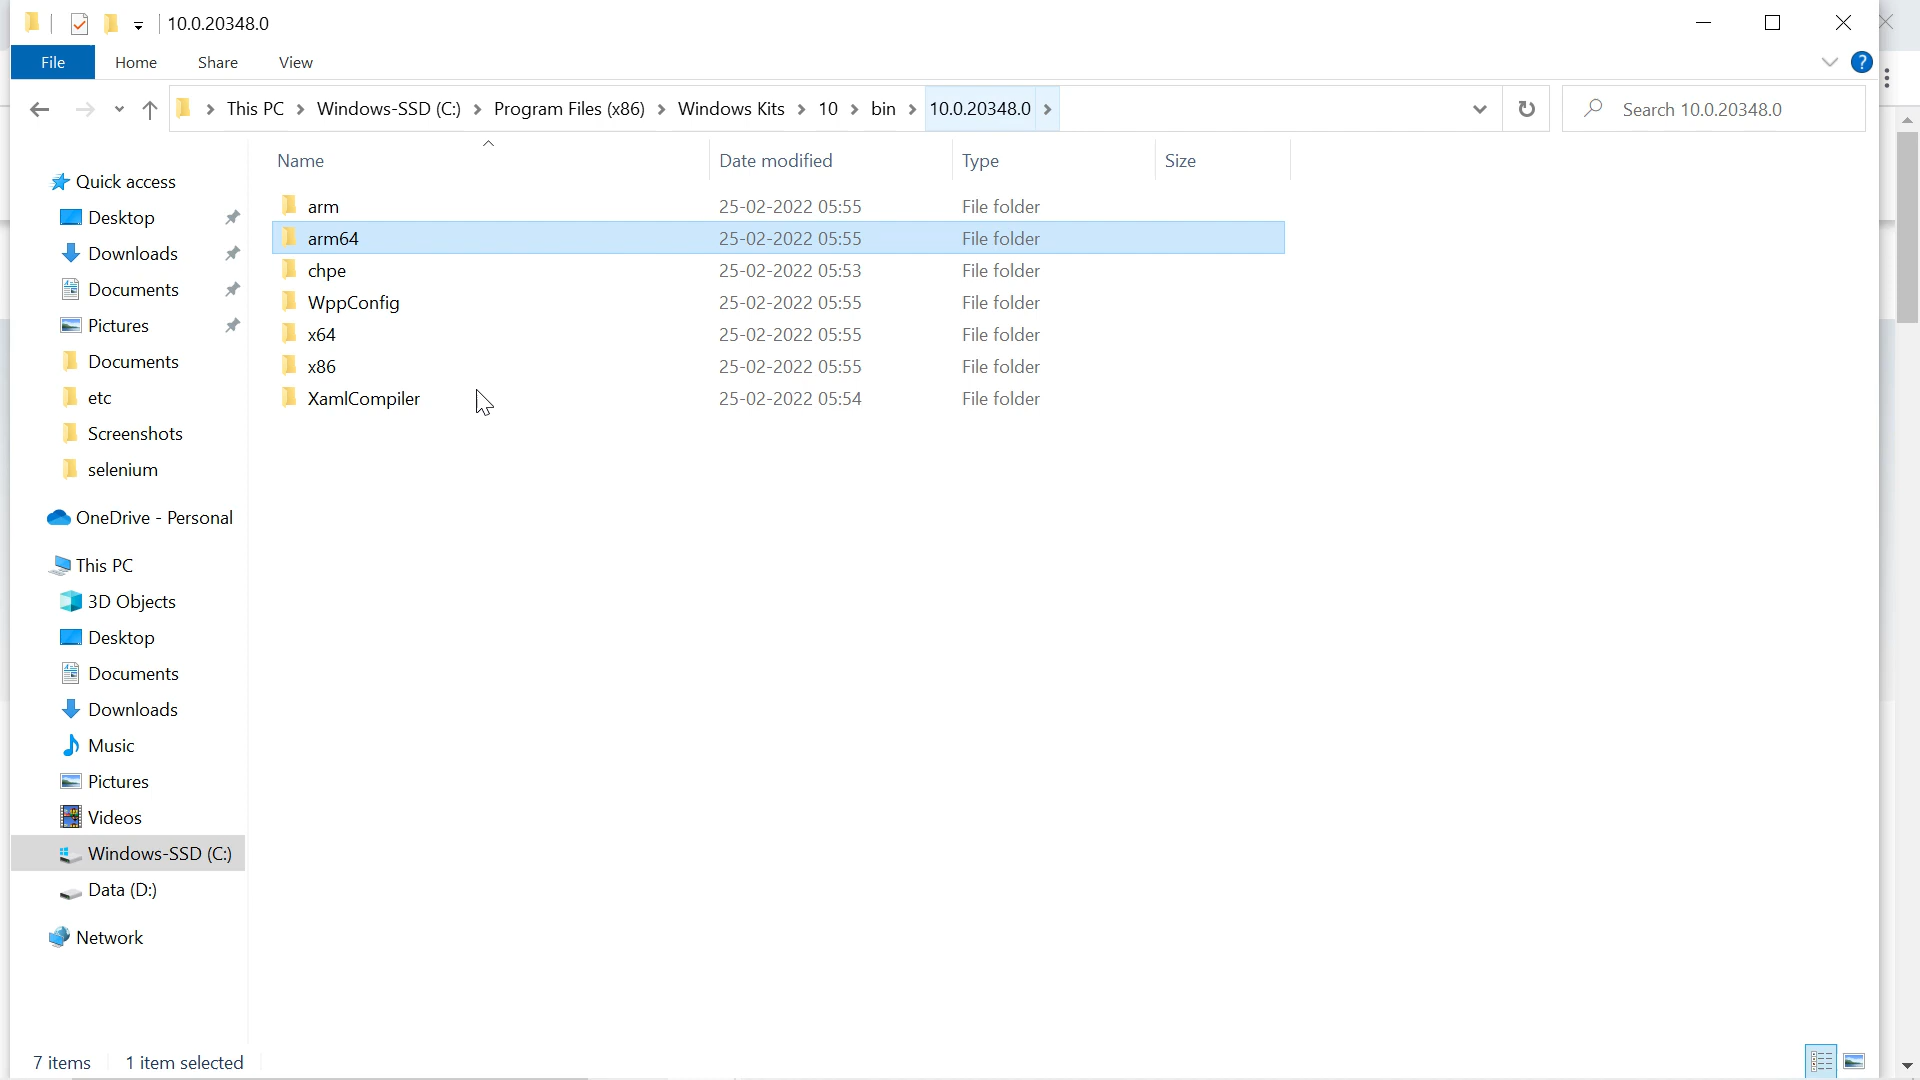 10.0.20348.0
File Home Share View ?
This PC Windows-SSD (C:) Program Files (x86) Windows Kits 10 bin 10.0.20348.0 Search 10.0.20348.0
Name Date modified Type Size
arm 25-02-2022 05:55 File folder
arm64 25-02-2022 05:55 File folder
chpe 25-02-2022 05:53 File folder
WppConfig 25-02-2022 05:55 File folder
x64 25-02-2022 05:55 File folder
x86 25-02-2022 05:55 File folder
XamlCompiler 25-02-2022 05:54 File folder
Quick access
Desktop
Downloads
Documents
Pictures
Documents
etc
Screenshots
selenium
OneDrive - Personal
This PC
3D Objects
Desktop
Documents
Downloads
Music
Pictures
Videos
Windows-SSD (C:)
Data (D:)
Network
7 items 1 item selected